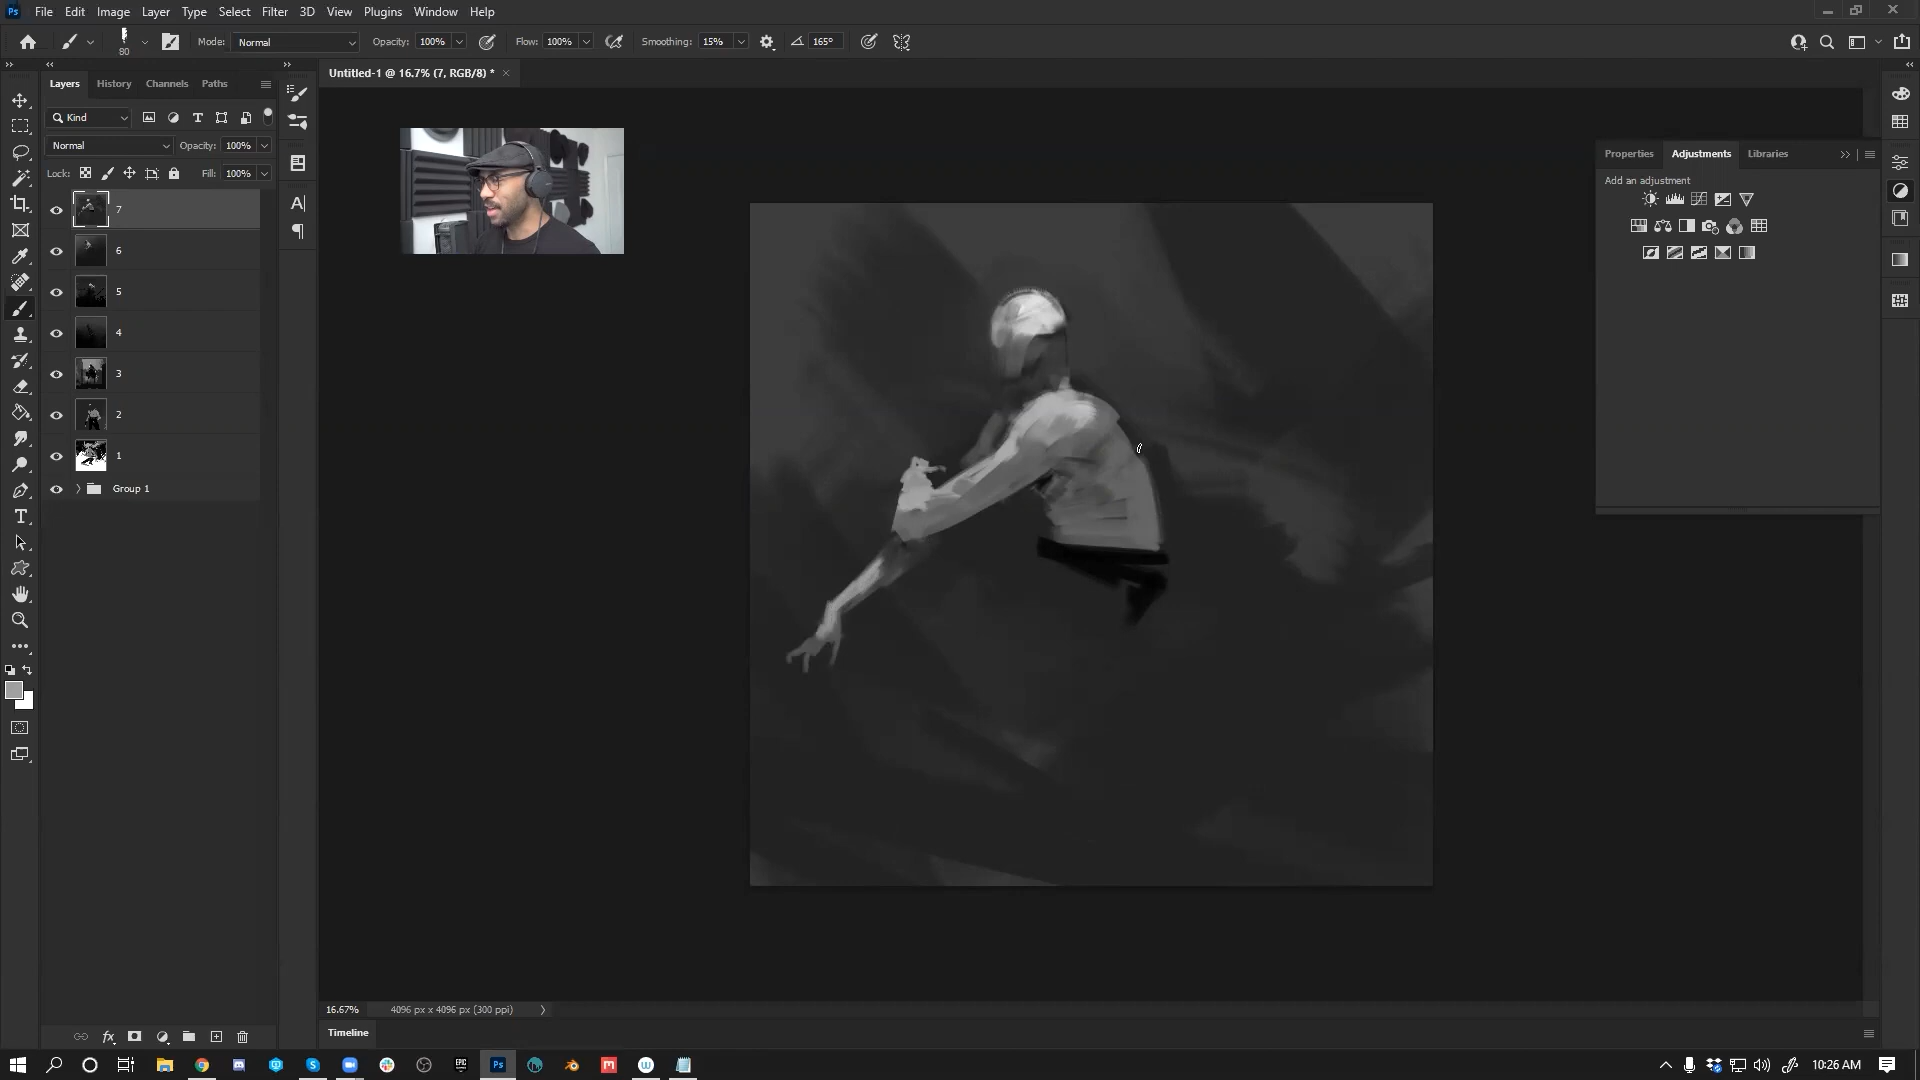 Ps File Edit Image Layer Type Select Filter 3D View Plugins Window Help
80 Mode: Normal Opacity: 100% Flow: 100% Smoothing: 15% 165°
Layers History Channels Paths
Untitled-1 @ 16.7% (7, RGB/8) *
Kind
Normal Opacity: 100%
Lock: Fill: 100%
7
6
5
4
3
2
1
Group 1
Properties Adjustments Libraries
Add an adjustment
16.67% 4096 px x 4096 px (300 ppi)
Timeline
10:26 AM